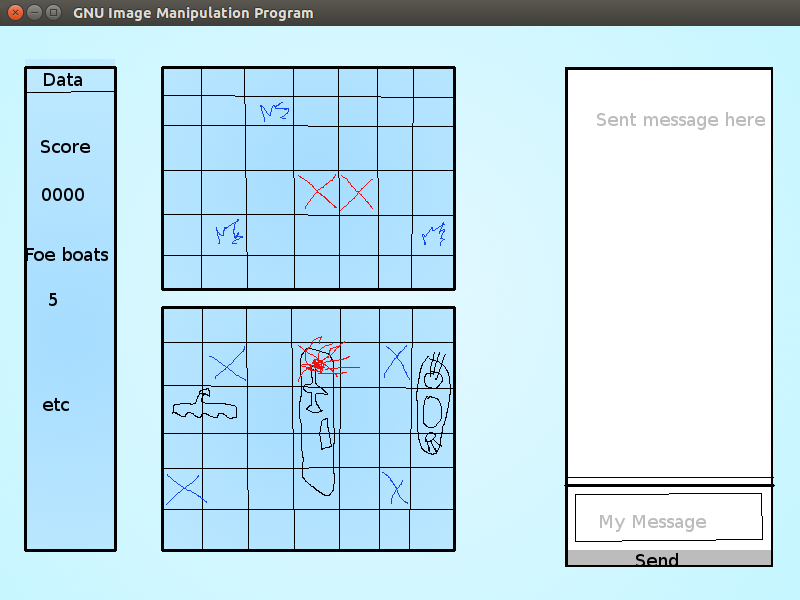 GNU Image Manipulation Program
Data
Score
0000
Foe boats
5
etc
Sent message here
My Message
Send